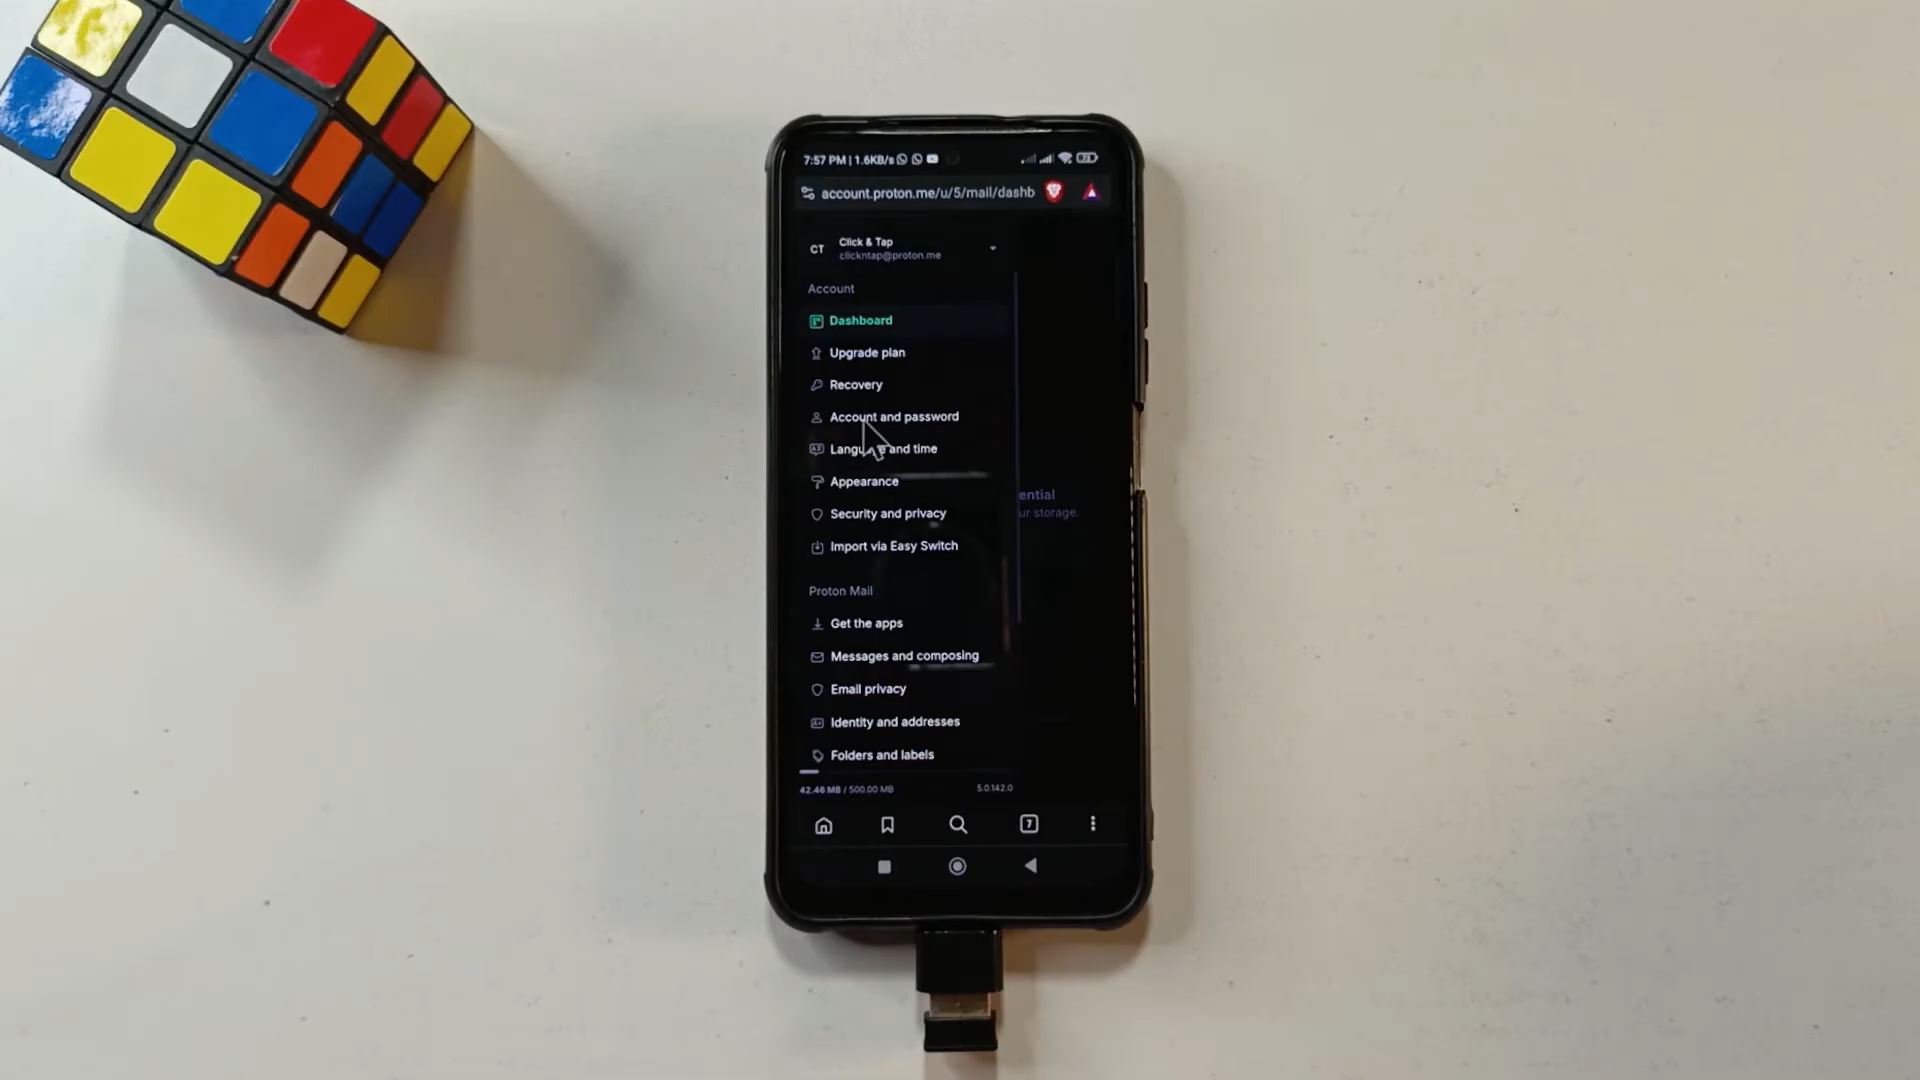 7:57 PM | 1.6KB/s
account.proton.me/u/5/mail/dashb
CT
Click & Tap
clickntap@proton.me
Account
Dashboard
Upgrade plan
Recovery
Account and password
Language and time
Appearance
ential
ur storage.
Security and privacy
Import via Easy Switch
Proton Mail
Get the apps
Messages and composing
Email privacy
Identity and addresses
Folders and labels
42.46 MB / 500.00 MB
5.0.142.0
7